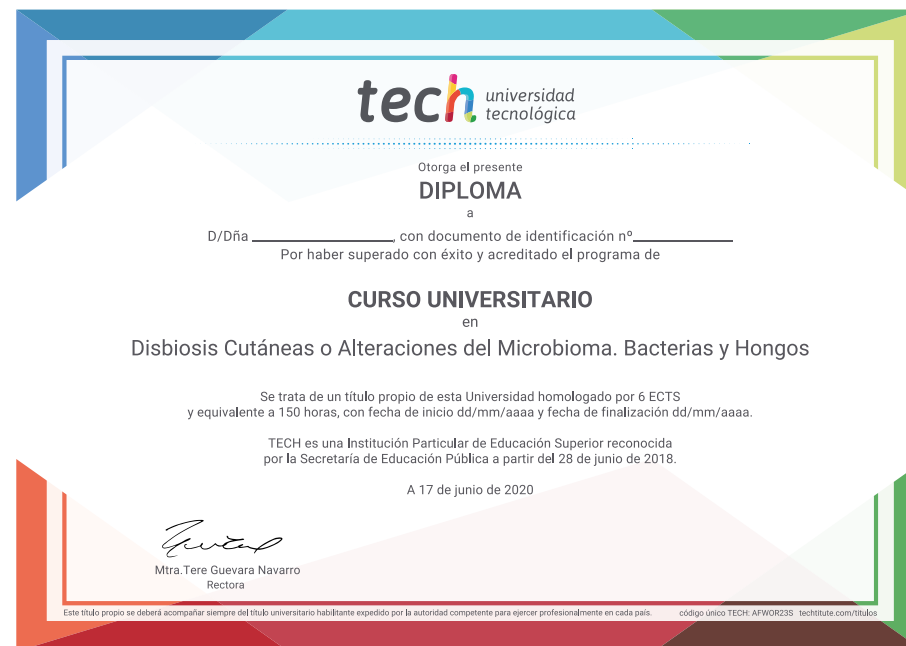 tech universidad
tecnológica
Otorga el presente
DIPLOMA
a
D/Dña ____________, con documento de identificación nº____________
Por haber superado con éxito y acreditado el programa de
CURSO UNIVERSITARIO
en
Disbiosis Cutáneas o Alteraciones del Microbioma. Bacterias y Hongos
Se trata de un título propio de esta Universidad homologado por 6 ECTS
y equivalente a 150 horas, con fecha de inicio dd/mm/aaaa y fecha de finalización dd/mm/aaaa.
TECH es una Institución Particular de Educación Superior reconocida
por la Secretaría de Educación Pública a partir del 28 de junio de 2018.
A 17 de junio de 2020
Mtra.Tere Guevara Navarro
Rectora
Este título propio se deberá acompañar siempre del título universitario habilitante expedido por la autoridad competente para ejercer profesionalmente en cada país. código único TECH: AFWOR23S techtitute.com/titulos